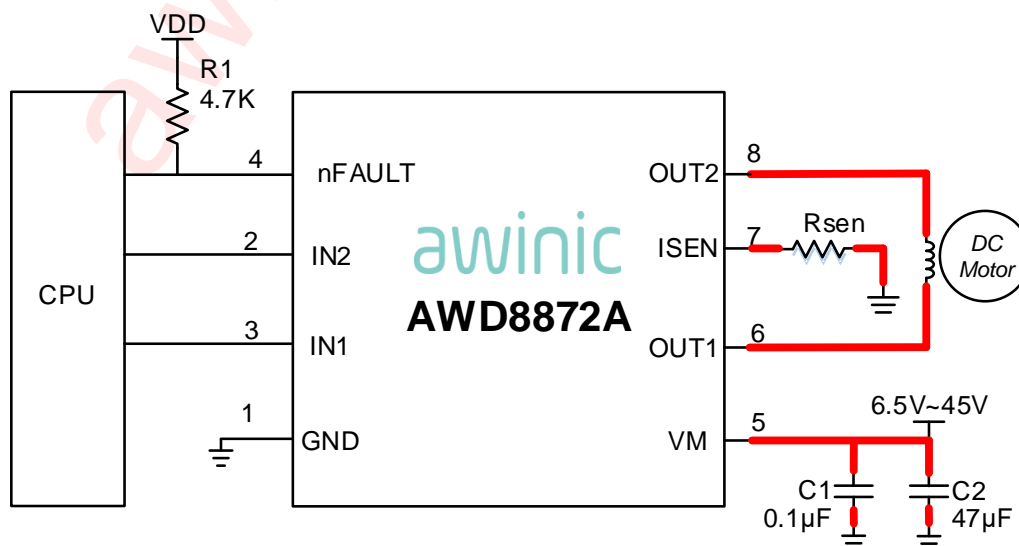 VDD
R1
4.7K
CPU
4
2
3
1
nFAULT
IN2
IN1
GND
awinic
AWD8872A
OUT2
ISEN
OUT1
VM
8
7
6
5
Rsen
DC
Motor
6.5V~45V
C1
0.1µF
C2
47µF
aw